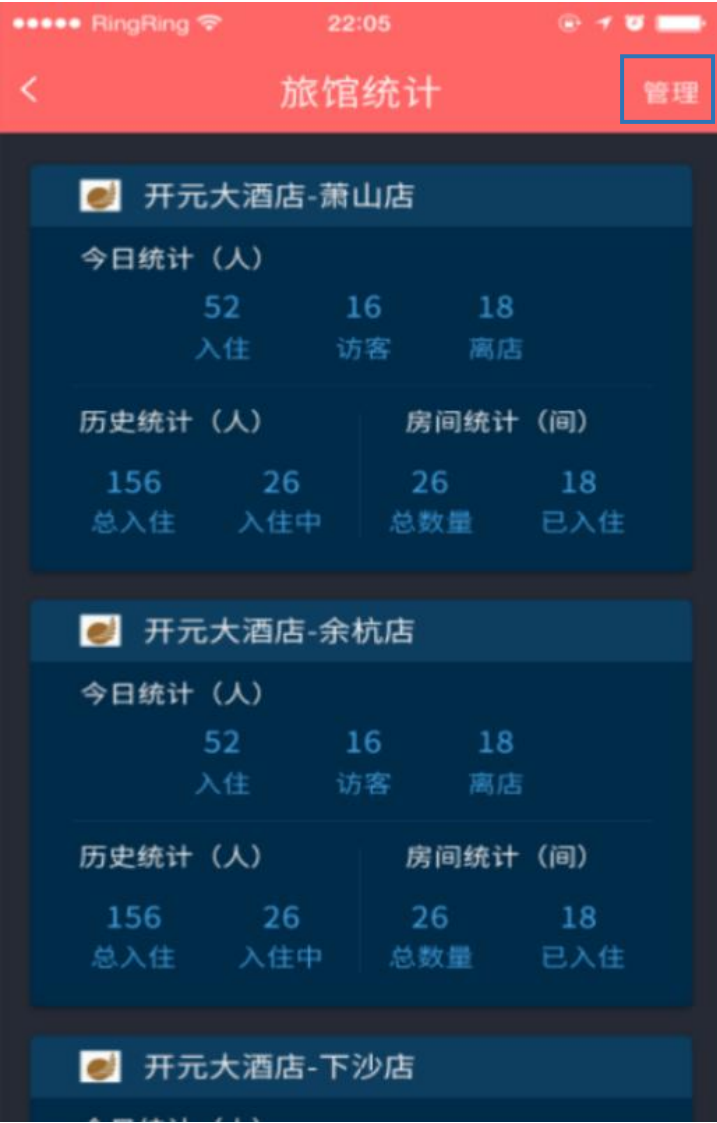 RingRing 22:05
旅馆统计 管理
开元大酒店-萧山店
今日统计（人）
52 16 18
入住 访客 离店
历史统计（人） 房间统计（间）
156 26 26 18
总入住 入住中 总数量 已入住
开元大酒店-余杭店
今日统计（人）
52 16 18
入住 访客 离店
历史统计（人） 房间统计（间）
156 26 26 18
总入住 入住中 总数量 已入住
开元大酒店-下沙店
今日统计（人）